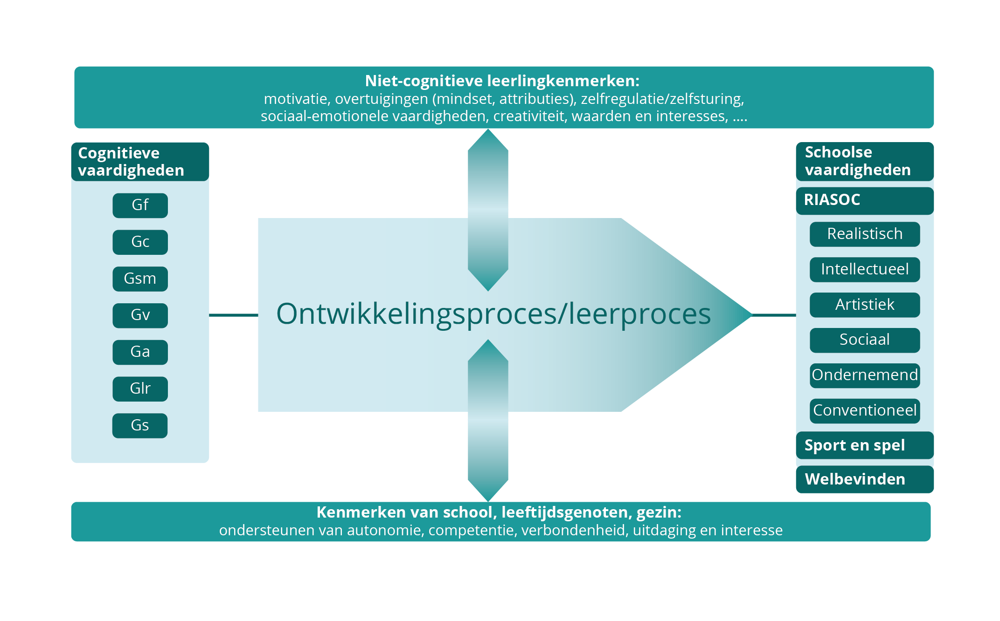 Niet-cognitieve leerlingkenmerken:
motivatie, overtuigingen (mindset, attributies), zelfregulatie/zelfsturing,
sociaal-emotionele vaardigheden, creativiteit, waarden en interesses, ....
Cognitieve
vaardigheden
Gf
Gc
Gsm
Gv
Ga
Glr
Gs
Ontwikkelingsproces/leerproces
Schoolse
vaardigheden
RIASOC
Realistisch
Intellectueel
Artistiek
Sociaal
Ondernemend
Conventioneel
Sport en spel
Welbevinden
Kenmerken van school, leeftijdsgenoten, gezin:
ondersteunen van autonomie, competentie, verbondenheid, uitdaging en interesse